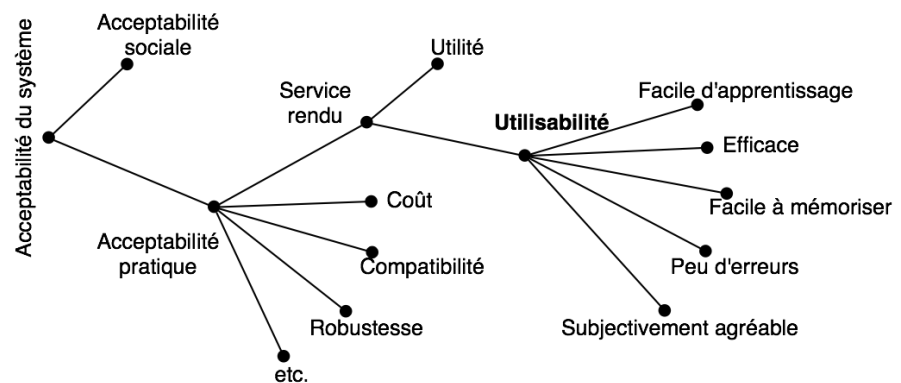 Acceptabilité du système
Acceptabilité
sociale
Utilité
Service
rendu
Utilisabilité
Facile d'apprentissage
Efficace
Facile à mémoriser
Peu d'erreurs
Subjectivement agréable
Acceptabilité
pratique
Coût
Compatibilité
Robustesse
etc.